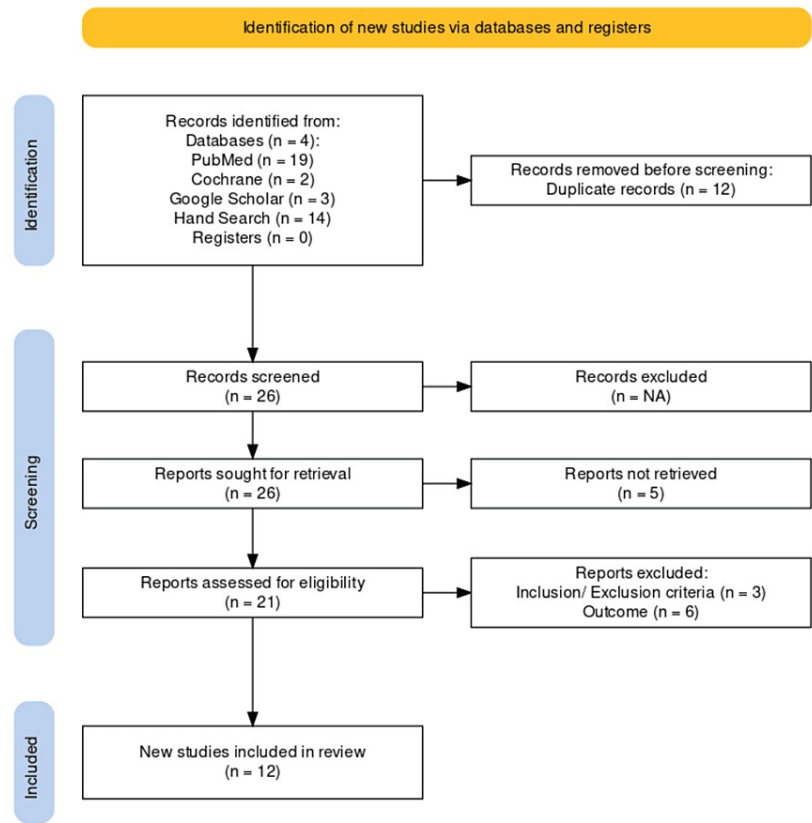 Identification of new studies via databases and registers
Identification
Records identified from:
Databases (n = 4):
PubMed (n = 19)
Cochrane (n = 2)
Google Scholar (n = 3)
Hand Search (n = 14)
Registers (n = 0)
Records removed before screening:
Duplicate records (n = 12)
Screening
Records screened
(n = 26)
Records excluded
(n = NA)
Reports sought for retrieval
(n = 26)
Reports not retrieved
(n = 5)
Reports assessed for eligibility
(n = 21)
Reports excluded:
Inclusion/ Exclusion criteria (n = 3)
Outcome (n = 6)
Included
New studies included in review
(n = 12)